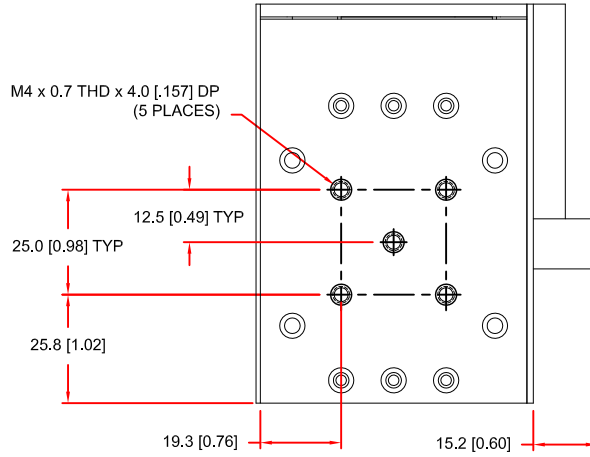 M4 x 0.7 THD x 4.0 [.157] DP
(5 PLACES)
12.5 [0.49] TYP
25.0 [0.98] TYP
25.8 [1.02]
19.3 [0.76]
15.2 [0.60]